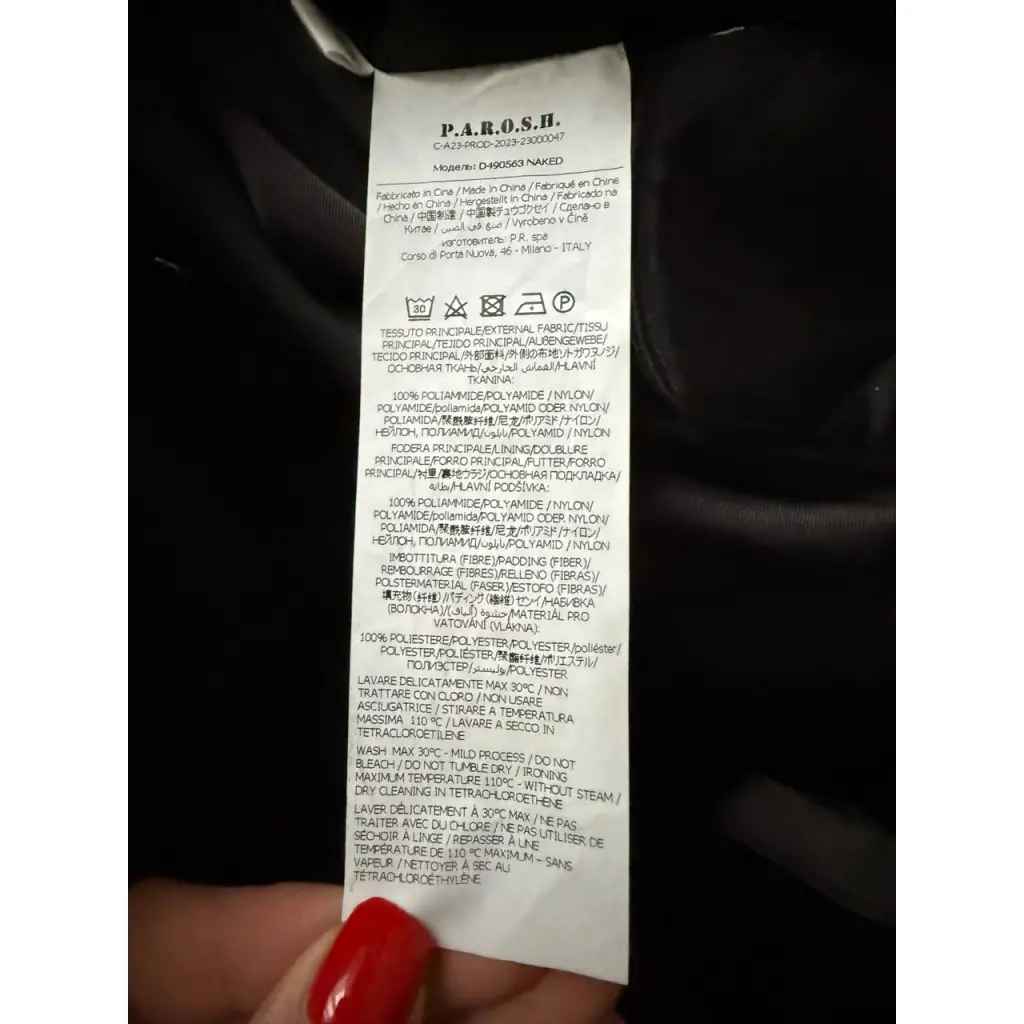 P.A.R.O.S.H.
C-A23-PROD-2023-23000047
Модель: D490563 NAKED
Fabbricato in Cina / Made in China / Fabriqué en Chine
/ Hecho en China / Hergestellt in China / Fabricado na
China / 中国制造 / 中国製チュウゴクセイ / Сделано в
Китае / صنع في الصين / Vyrobeno v Číně
изготовитель: P.R. spa
Corso di Porta Nuova, 46 - Milano - ITALY
30
P
TESSUTO PRINCIPALE/EXTERNAL FABRIC/TISSU
PRINCIPAL/TEJIDO PRINCIPAL/AUßENGEWEBE/
TECIDO PRINCIPAL/外部面料/外側の布地ソトガワヌノジ/
ОСНОВНАЯ ТКАНЬ/القماش الخارجي/HLAVNÍ
TKANINA:
100% POLIAMMIDE/POLYAMIDE / NYLON/
POLYAMIDE/poliamida/POLYAMID ODER NYLON/
POLIAMIDA/聚酰胺纤维/尼龙/ポリアミド/ナイロン/
НЕЙЛОН, ПОЛИАМИД/نايلون/POLYAMID / NYLON
FODERA PRINCIPALE/LINING/DOUBLURE
PRINCIPALE/FORRO PRINCIPAL/FUTTER/FORRO
PRINCIPAL/衬里/裏地ウラジ/ОСНОВНАЯ ПОДКЛАДКА/
بطانة/HLAVNÍ PODŠÍVKA:
100% POLIAMMIDE/POLYAMIDE / NYLON/
POLYAMIDE/poliamida/POLYAMID ODER NYLON/
POLIAMIDA/聚酰胺纤维/尼龙/ポリアミド/ナイロン/
НЕЙЛОН, ПОЛИАМИД/نايلون/POLYAMID / NYLON
IMBOTTITURA (FIBRE)/PADDING (FIBER)/
REMBOURRAGE (FIBRES)/RELLENO (FIBRAS)/
POLSTERMATERIAL (FASER)/ESTOFO (FIBRAS)/
填充物(纤维)/パディング(繊維)センイ/НАБИВКА
(ВОЛОКНА)/حشوة (ألياف)/MATERIÁL PRO
VATOVÁNÍ (VLÁKNA):
100% POLIESTERE/POLYESTER/POLYESTER/poliéster/
POLYESTER/POLIÉSTER/聚酯纤维/ポリエステル/
ПОЛИЭСТЕР/بوليستر/POLYESTER
LAVARE DELICATAMENTE MAX 30°C / NON
TRATTARE CON CLORO / NON USARE
ASCIUGATRICE / STIRARE A TEMPERATURA
MASSIMA 110 °C / LAVARE A SECCO IN
TETRACLOROETILENE
WASH MAX 30°C - MILD PROCESS / DO NOT
BLEACH / DO NOT TUMBLE DRY / IRONING
MAXIMUM TEMPERATURE 110°C - WITHOUT STEAM /
DRY CLEANING IN TETRACHLOROETHENE
LAVER DÉLICATEMENT À 30°C MAX / NE PAS
TRAITER AVEC DU CHLORE / NE PAS UTILISER DE
SÉCHOIR À LINGE / REPASSER À UNE
TEMPÉRATURE DE 110 °C MAXIMUM – SANS
VAPEUR / NETTOYER À SEC AU
TÉTRACHLOROÉTHYLÈNE